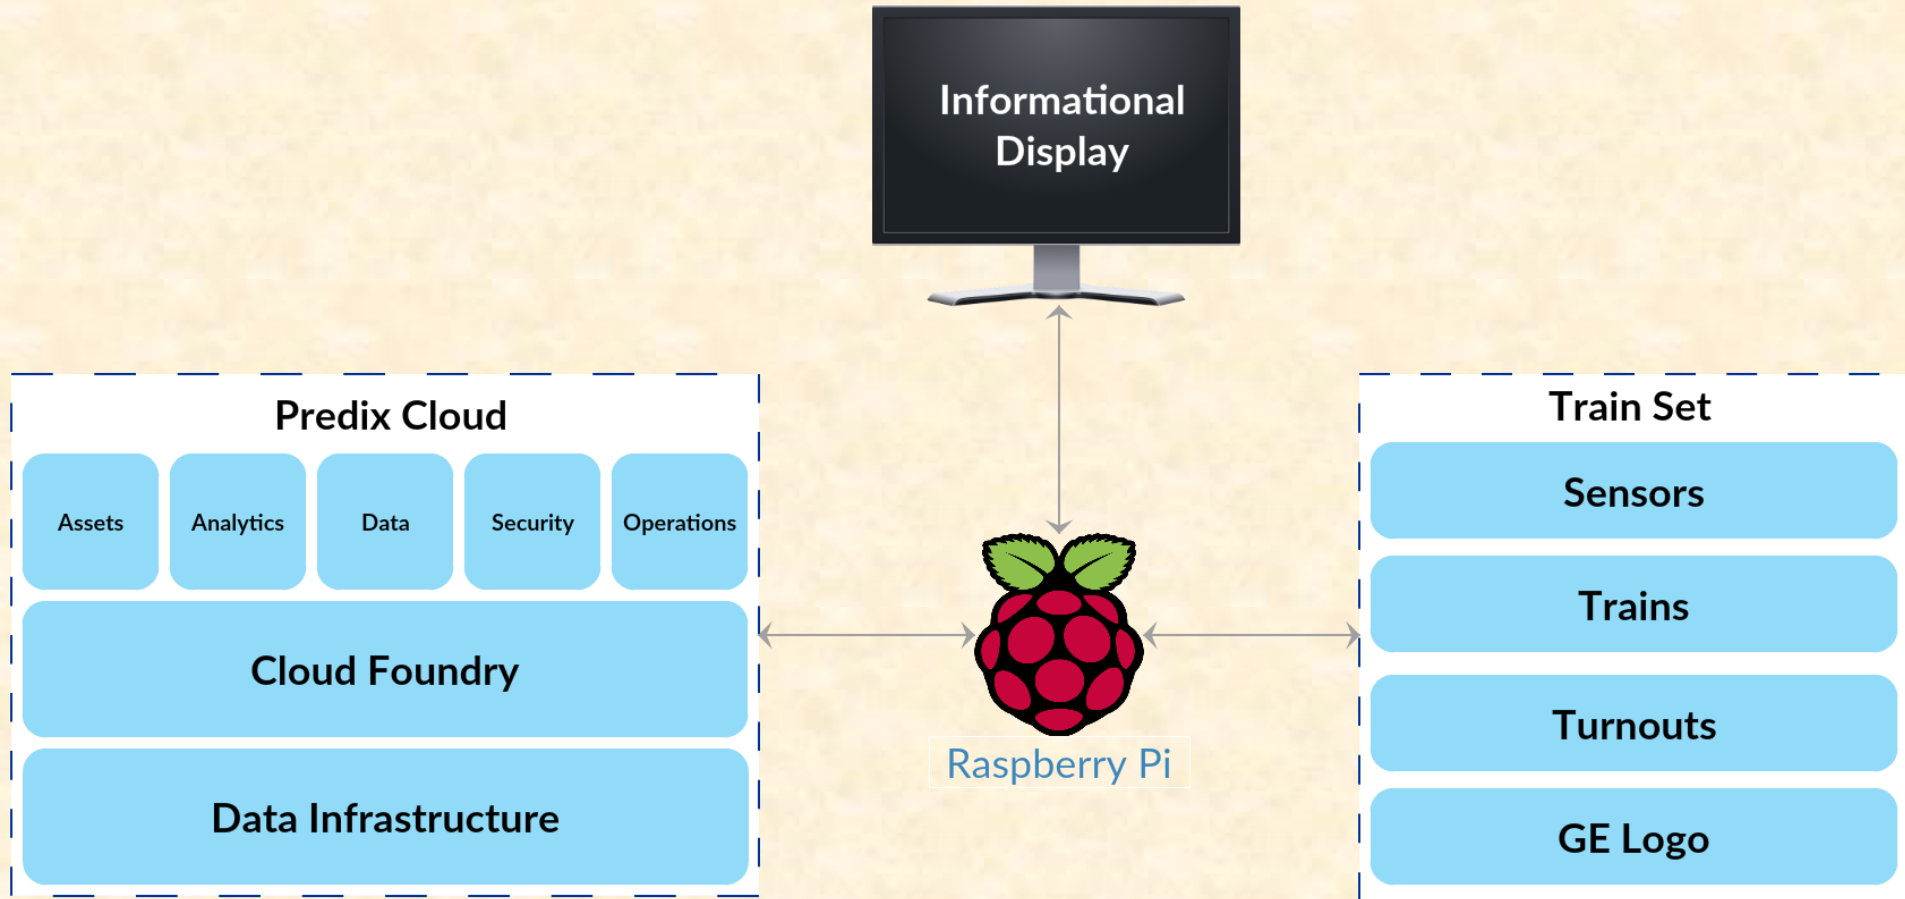 Informational
Display
Predix Cloud
Assets
Analytics
Data
Security
Operations
Cloud Foundry
Data Infrastructure
Raspberry Pi
Train Set
Sensors
Trains
Turnouts
GE Logo